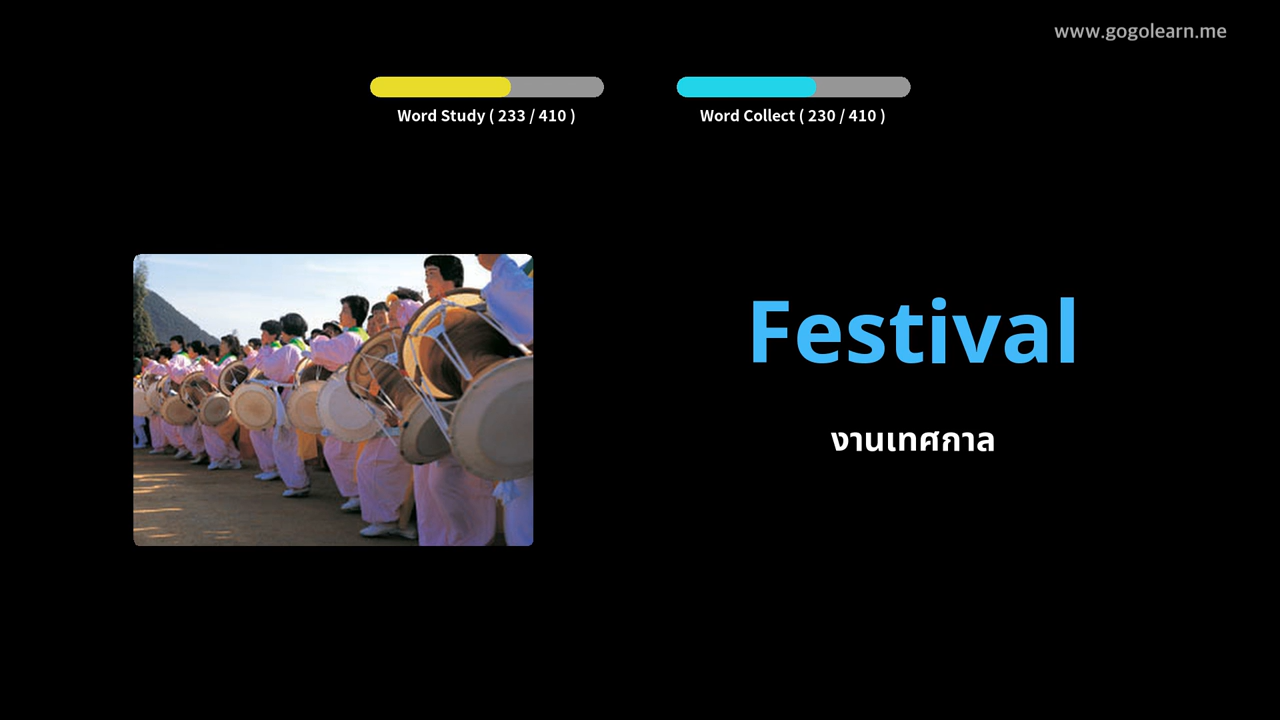 www.gogolearn.me
Word Study ( 233 / 410 )
Word Collect ( 230 / 410 )
Festival
งานเทศกาล